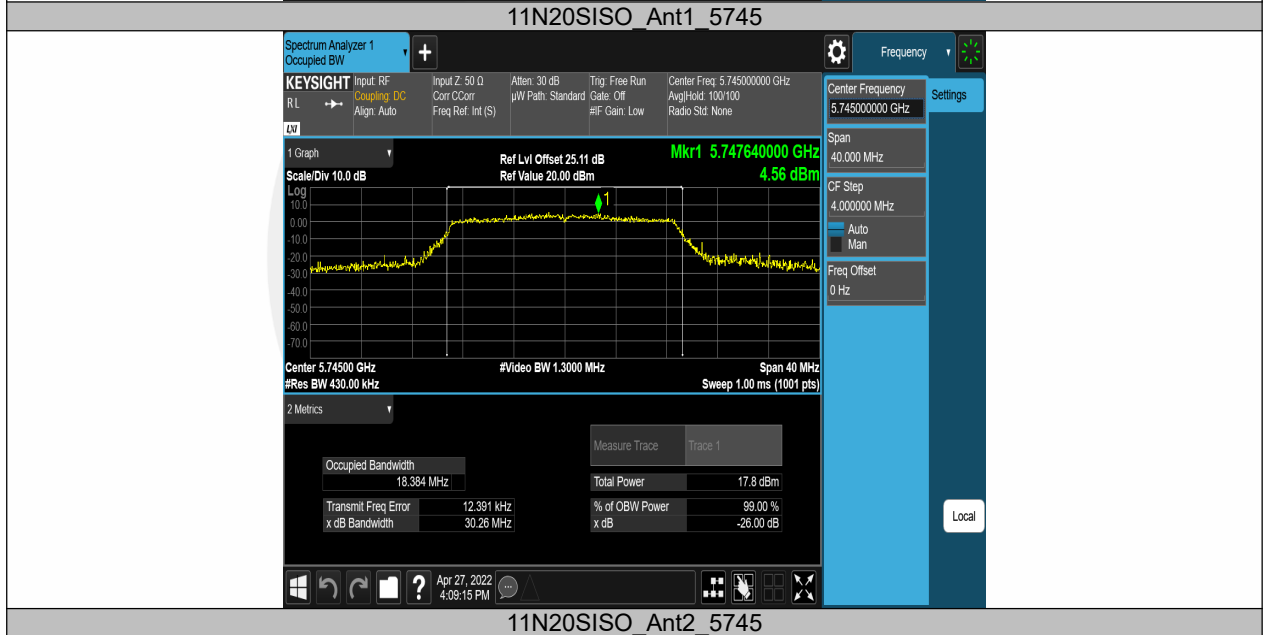 11N20SISO_Ant1_5745
Spectrum Analyzer 1
Occupied BW
+
Frequency
KEYSIGHT
RL
LXI
Input: RF
Coupling: DC
Align: Auto
Input Z: 50 Ω
Corr CCorr
Freq Ref: Int (S)
Atten: 30 dB
µW Path: Standard
Trig: Free Run
Gate: Off
#IF Gain: Low
Center Freq: 5.745000000 GHz
Avg|Hold: 100/100
Radio Std: None
Center Frequency
5.745000000 GHz
Settings
Span
40.000 MHz
CF Step
4.000000 MHz
Auto
Man
Freq Offset
0 Hz
Local
1 Graph
Scale/Div 10.0 dB
Ref Lvl Offset 25.11 dB
Ref Value 20.00 dBm
Mkr1 5.747640000 GHz
4.56 dBm
Log
10.0
0.00
-10.0
-20.0
-30.0
-40.0
-50.0
-60.0
-70.0
1
Center 5.74500 GHz
#Video BW 1.3000 MHz
Span 40 MHz
#Res BW 430.00 kHz
Sweep 1.00 ms (1001 pts)
2 Metrics
Measure Trace Trace 1
Occupied Bandwidth
18.384 MHz
Total Power 17.8 dBm
Transmit Freq Error 12.391 kHz
% of OBW Power 99.00 %
x dB Bandwidth 30.26 MHz
x dB -26.00 dB
?
Apr 27, 2022
4:09:15 PM
11N20SISO_Ant2_5745